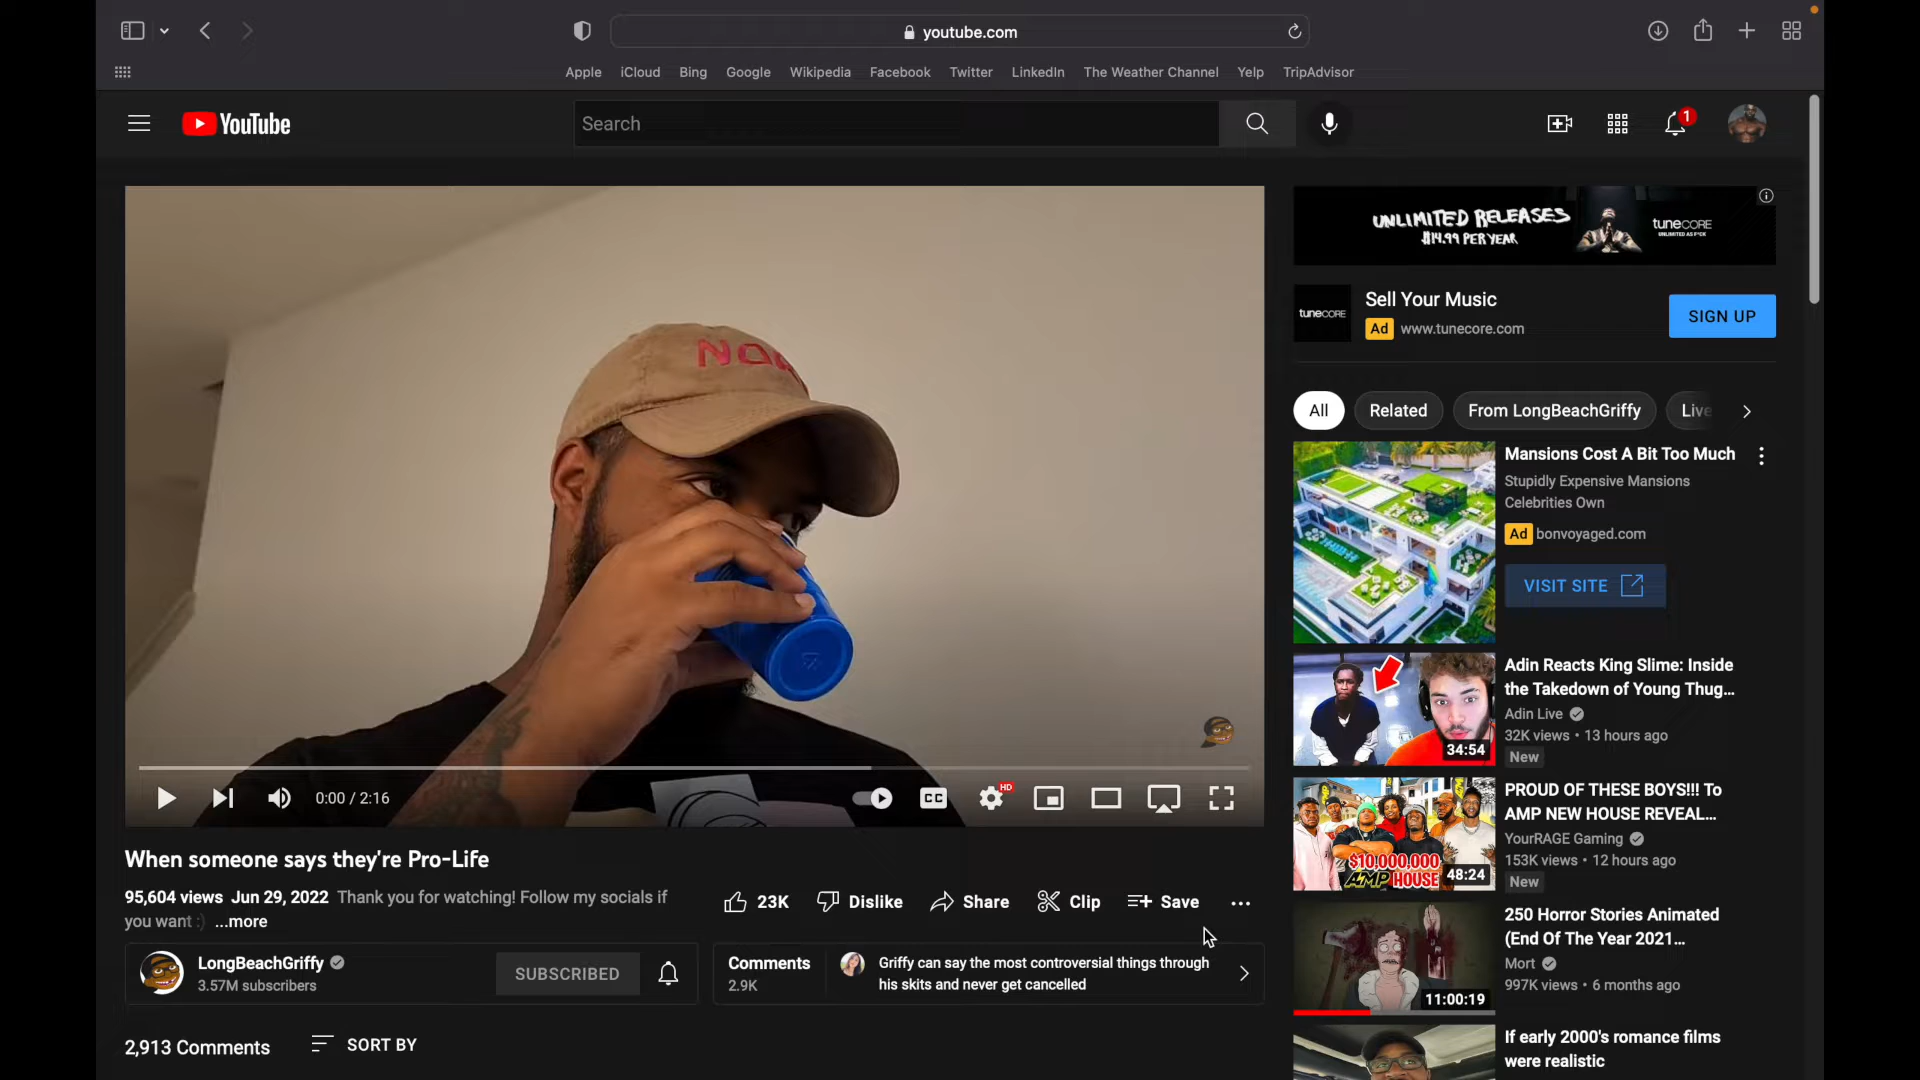 youtube.com
Apple iCloud Bing Google Wikipedia Facebook Twitter LinkedIn The Weather Channel Yelp TripAdvisor
YouTube
Search
1
UNLIMITED RELEASES
$14.99 PER YEAR
tunecore
UNLIMITED AS F*CK
tunecore
Sell Your Music
Ad www.tunecore.com
SIGN UP
All Related From LongBeachGriffy Live
Mansions Cost A Bit Too Much
Stupidly Expensive Mansions
Celebrities Own
Ad bonvoyaged.com
VISIT SITE
Adin Reacts King Slime: Inside
the Takedown of Young Thug...
Adin Live
32K views • 13 hours ago
New
34:54
PROUD OF THESE BOYS!!! To
AMP NEW HOUSE REVEAL...
YourRAGE Gaming
153K views • 12 hours ago
New
$10,000,000
AMP HOUSE
48:24
250 Horror Stories Animated
(End Of The Year 2021...
Mort
997K views • 6 months ago
11:00:19
If early 2000's romance films
were realistic
0:00 / 2:16
CC
HD
When someone says they're Pro-Life
95,604 views Jun 29, 2022 Thank you for watching! Follow my socials if
you want :) ...more
23K Dislike Share Clip Save
LongBeachGriffy
3.57M subscribers
SUBSCRIBED
Comments
2.9K
Griffy can say the most controversial things through
his skits and never get cancelled
2,913 Comments
SORT BY